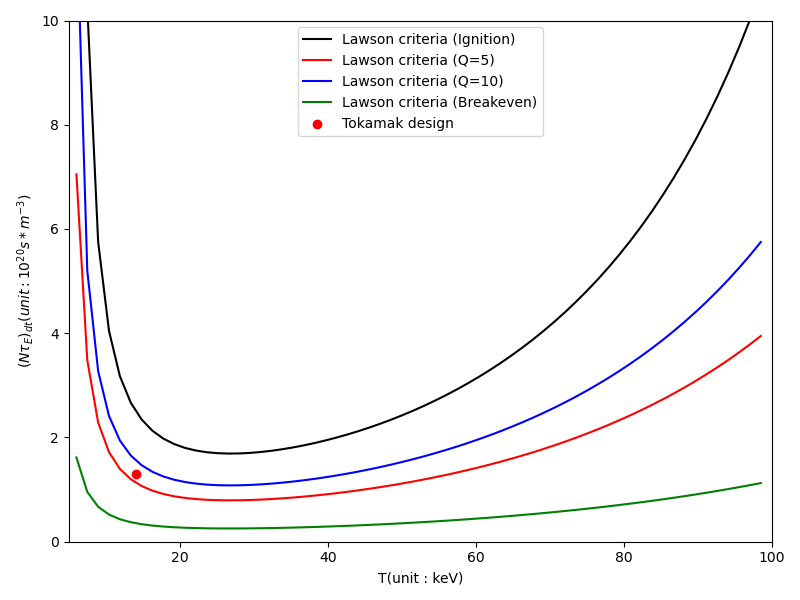 10
8
6
4
2
0
(Nτ_E)_{dt}(unit : 10^{20}s * m^{-3})
Lawson criteria (Ignition)
Lawson criteria (Q=5)
Lawson criteria (Q=10)
Lawson criteria (Breakeven)
Tokamak design
20 40 60 80 100
T(unit : keV)